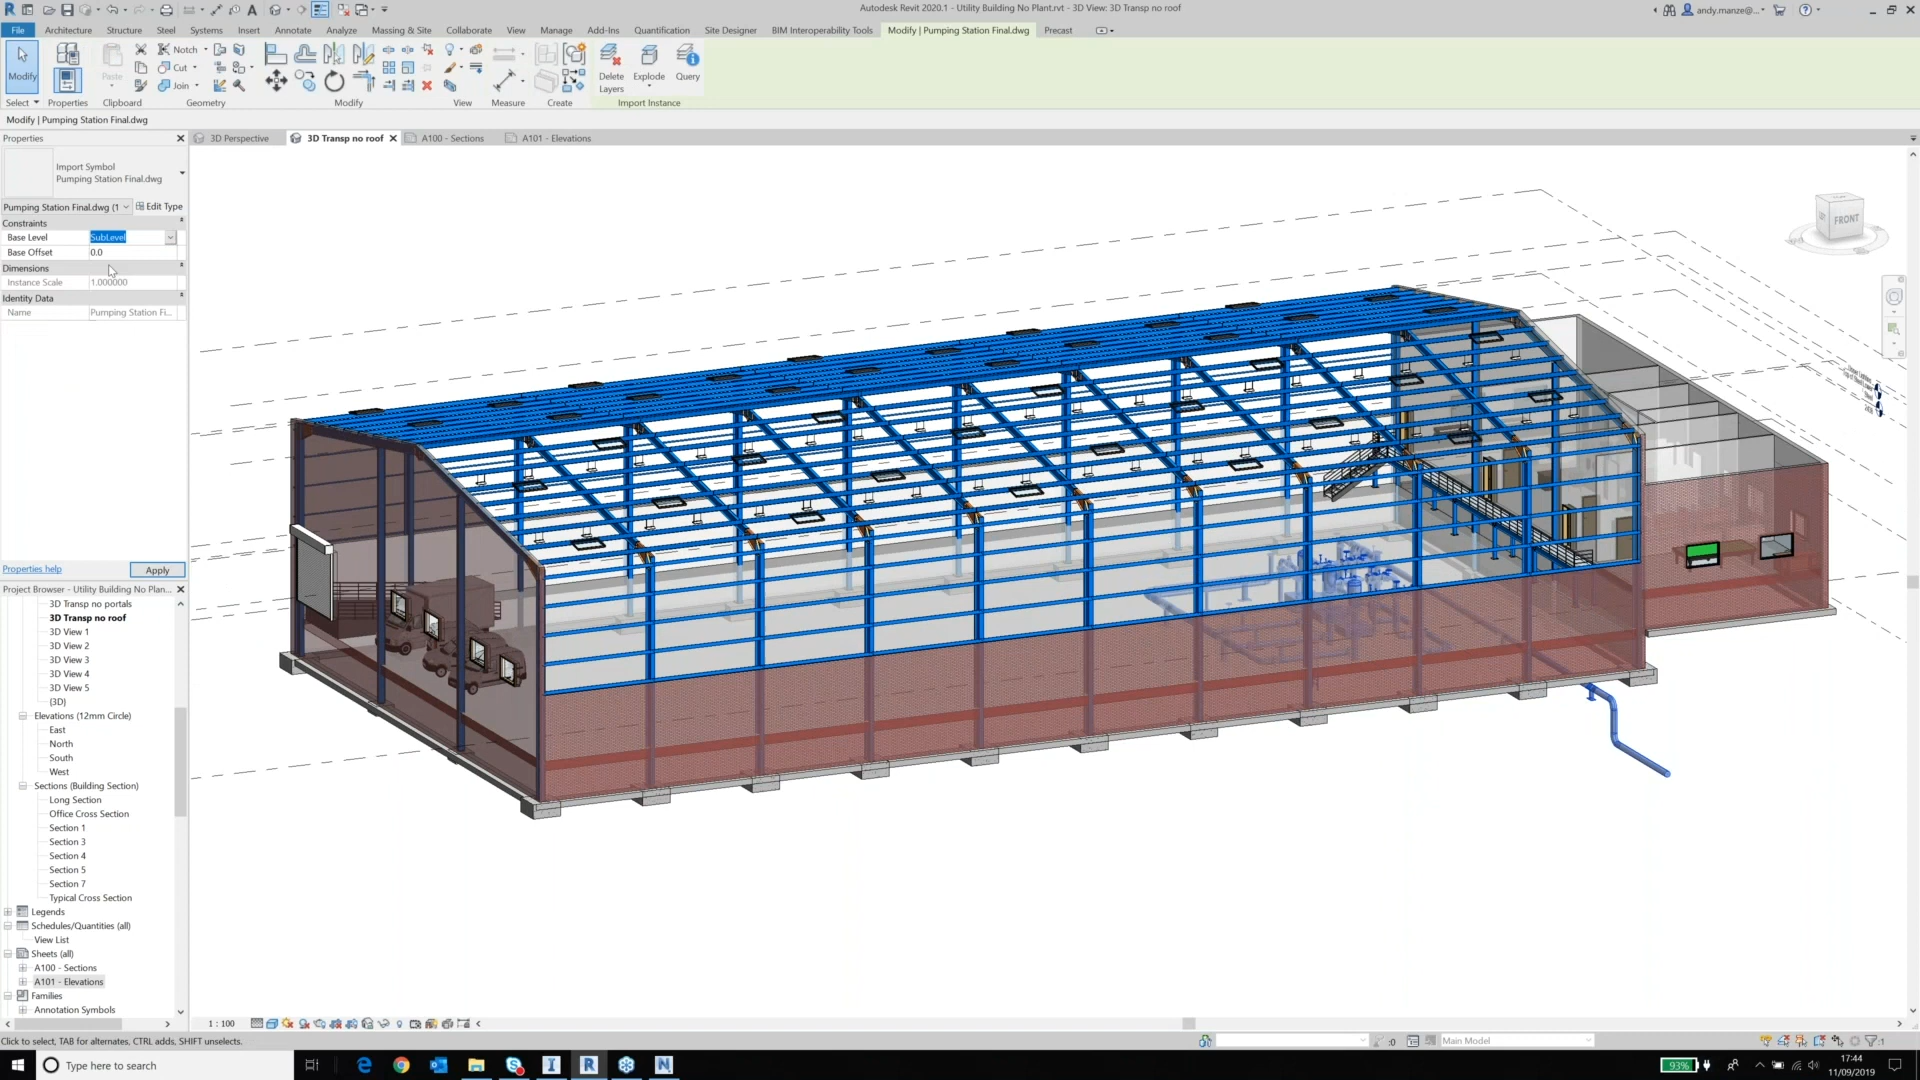 Autodesk Revit 2020.1 - Utility Building No Plant.rvt - 3D View: 3D Transp no roof
andy.manze@...
File Architecture Structure Steel Systems Insert Annotate Analyze Massing & Site Collaborate View Manage Add-Ins Quantification Site Designer BIM Interoperability Tools Modify | Pumping Station Final.dwg Precast
Modify
Paste
Notch
Cut
Join
Delete Layers
Explode
Query
Select Properties Clipboard Geometry Modify View Measure Create Import Instance
Modify | Pumping Station Final.dwg
Properties
3D Perspective
3D Transp no roof
A100 - Sections
A101 - Elevations
Import Symbol
Pumping Station Final.dwg
Pumping Station Final.dwg (1
Edit Type
Constraints
Base Level SubLevel
Base Offset 0.0
Dimensions
Instance Scale 1.000000
Identity Data
Name Pumping Station Fi...
FRONT
Properties help
Apply
Project Browser - Utility Building No Plan...
3D Transp no portals
3D Transp no roof
3D View 1
3D View 2
3D View 3
3D View 4
3D View 5
{3D}
Elevations (12mm Circle)
East
North
South
West
Sections (Building Section)
Long Section
Office Cross Section
Section 1
Section 3
Section 4
Section 5
Section 7
Typical Cross Section
Legends
Schedules/Quantities (all)
View List
Sheets (all)
A100 - Sections
A101 - Elevations
Families
Annotation Symbols
1 : 100
Click to select, TAB for alternates, CTRL adds, SHIFT unselects.
:0
Main Model
:1
Type here to search
93%
17:44
11/09/2019